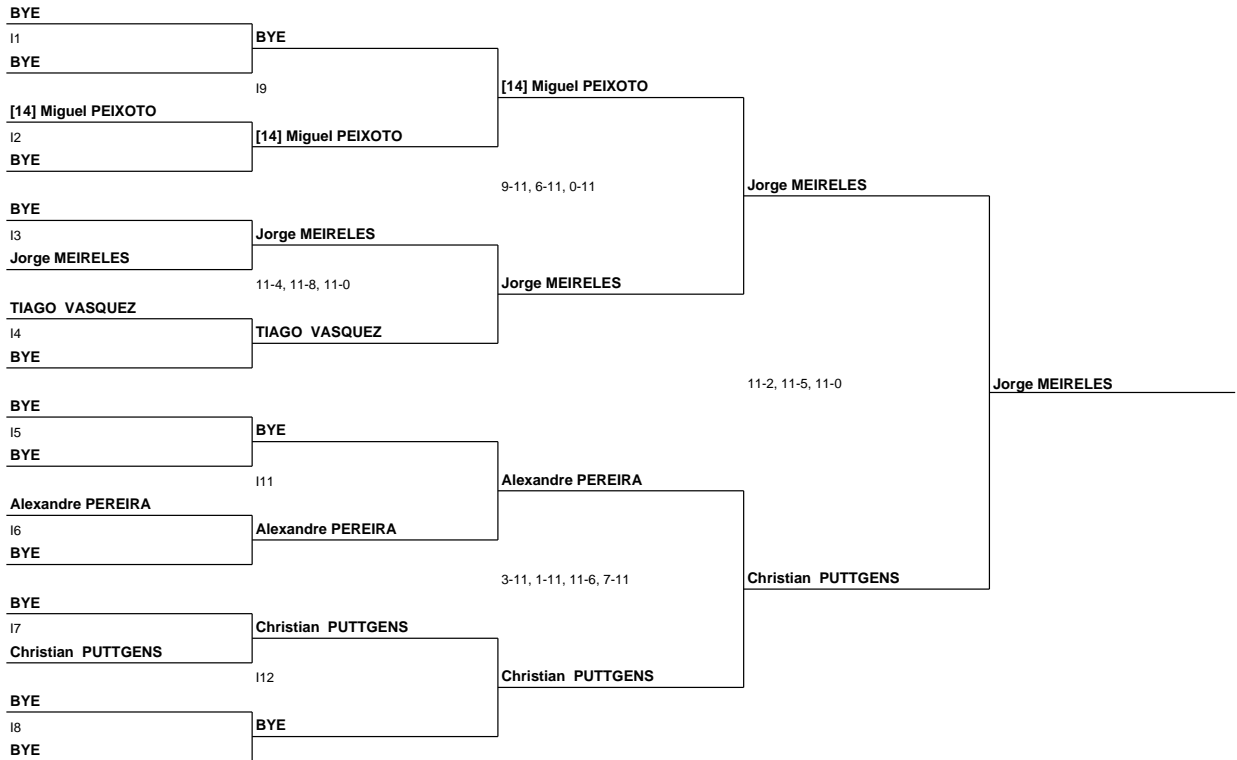 BYE
I1
BYE
BYE
I9
[14] Miguel PEIXOTO
[14] Miguel PEIXOTO
I2
[14] Miguel PEIXOTO
BYE
9-11, 6-11, 0-11
Jorge MEIRELES
BYE
I3
Jorge MEIRELES
Jorge MEIRELES
11-4, 11-8, 11-0
Jorge MEIRELES
TIAGO VASQUEZ
I4
TIAGO VASQUEZ
BYE
11-2, 11-5, 11-0
Jorge MEIRELES
BYE
I5
BYE
BYE
I11
Alexandre PEREIRA
Alexandre PEREIRA
I6
Alexandre PEREIRA
BYE
3-11, 1-11, 11-6, 7-11
Christian PUTTGENS
BYE
I7
Christian PUTTGENS
Christian PUTTGENS
I12
Christian PUTTGENS
BYE
I8
BYE
BYE